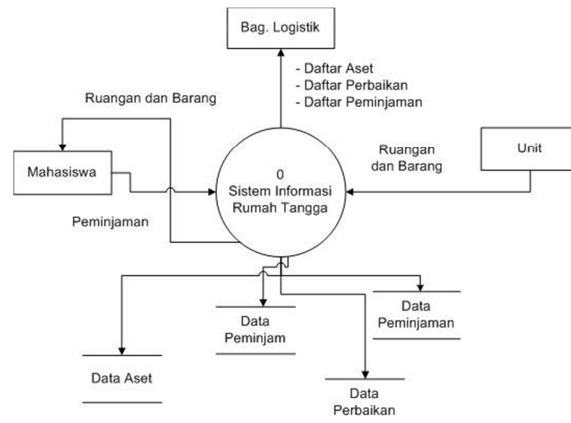 Bag. Logistik
- Daftar Aset
- Daftar Perbaikan
- Daftar Peminjaman
Ruangan dan Barang
Mahasiswa
Peminjaman
0
Sistem Informasi
Rumah Tangga
Ruangan
dan Barang
Unit
Data
Peminjaman
Data
Peminjam
Data Aset
Data
Perbaikan